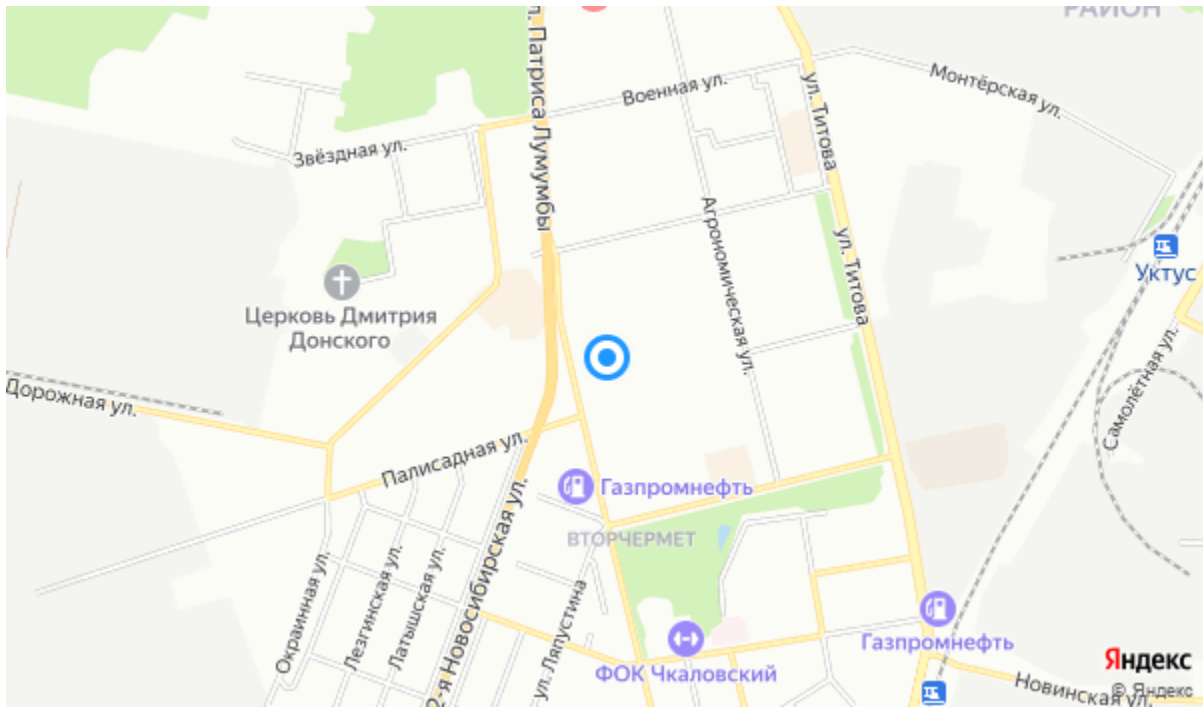 РАЙОН
ул. Патриса Лумумбы
Военная ул.
Монтёрская ул.
ул. Титова
Звёздная ул.
Агрономическая ул.
ул. Титова
Уктус
Церковь Дмитрия
Донского
Самолётная ул.
Дорожная ул.
Палисадная ул.
Газпромнефть
ВТОРЧЕРМЕТ
2-я Новосибирская ул.
Окраинная ул.
Лезгинская ул.
Латышская ул.
ул. Ляпустина
Газпромнефть
ФОК Чкаловский
Яндекс
Новинская ул.
© Яндекс